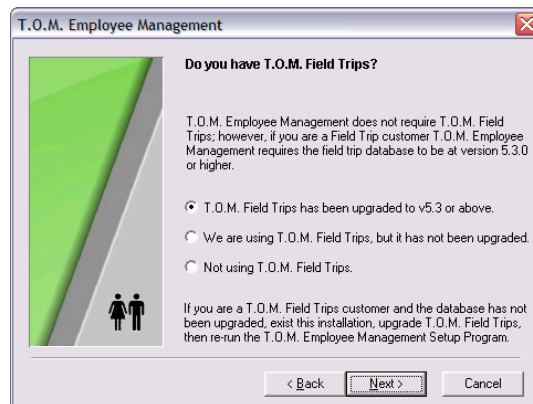 T.O.M. Employee Management
Do you have T.O.M. Field Trips?
T.O.M. Employee Management does not require T.O.M. Field
Trips; however, if you are a Field Trip customer T.O.M. Employee
Management requires the field trip database to be at version 5.3.0
or higher.
T.O.M. Field Trips has been upgraded to v5.3 or above.
We are using T.O.M. Field Trips, but it has not been upgraded.
Not using T.O.M. Field Trips.
If you are a T.O.M. Field Trips customer and the database has not
been upgraded, exist this installation, upgrade T.O.M. Field Trips,
then re-run the T.O.M. Employee Management Setup Program.
< Back Next > Cancel